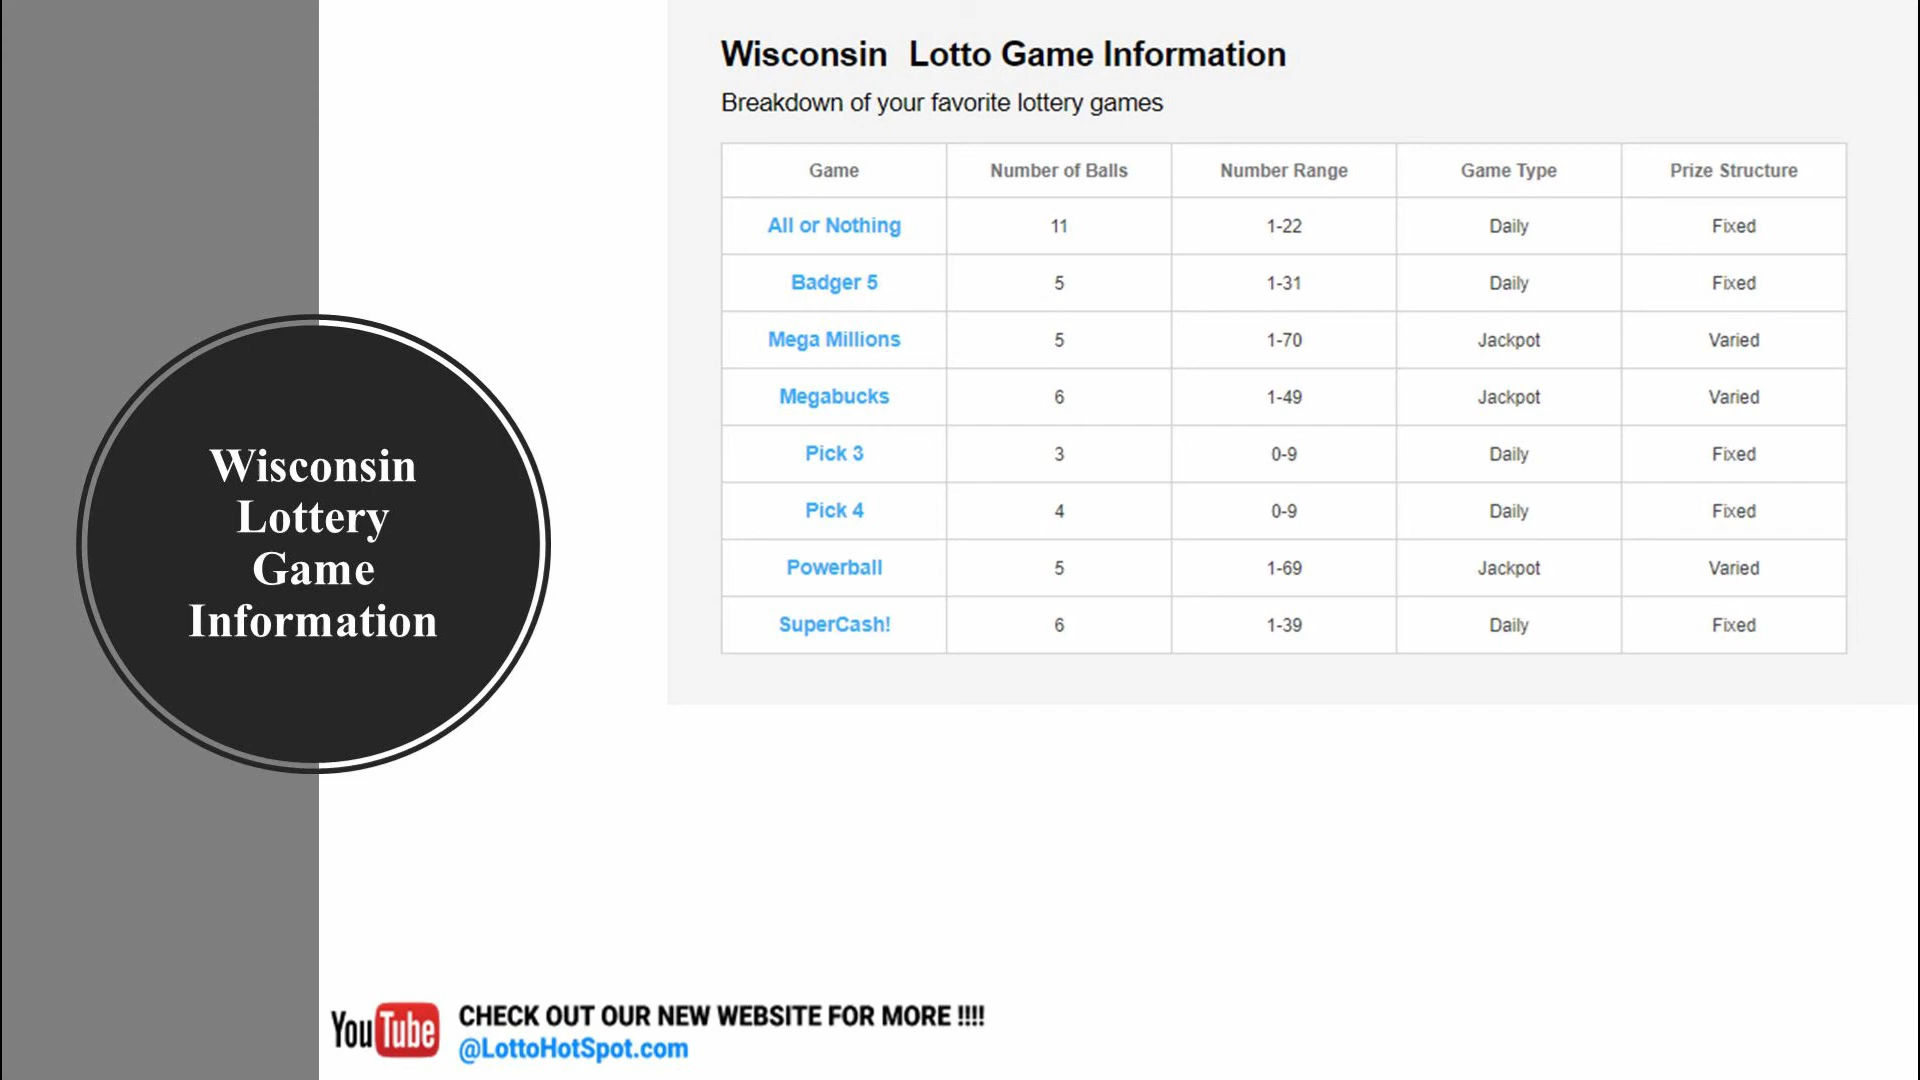 Wisconsin
Lottery
Game
Information
Wisconsin Lotto Game Information
Breakdown of your favorite lottery games
Game Number of Balls Number Range Game Type Prize Structure
All or Nothing 11 1-22 Daily Fixed
Badger 5 5 1-31 Daily Fixed
Mega Millions 5 1-70 Jackpot Varied
Megabucks 6 1-49 Jackpot Varied
Pick 3 3 0-9 Daily Fixed
Pick 4 4 0-9 Daily Fixed
Powerball 5 1-69 Jackpot Varied
SuperCash! 6 1-39 Daily Fixed
YouTube CHECK OUT OUR NEW WEBSITE FOR MORE !!!!
@LottoHotSpot.com